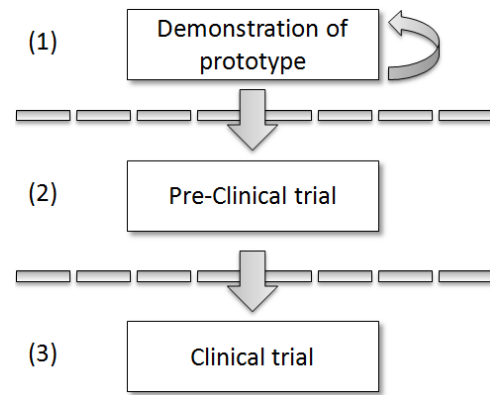 (1)
Demonstration of
prototype
(2)
Pre-Clinical trial
(3)
Clinical trial